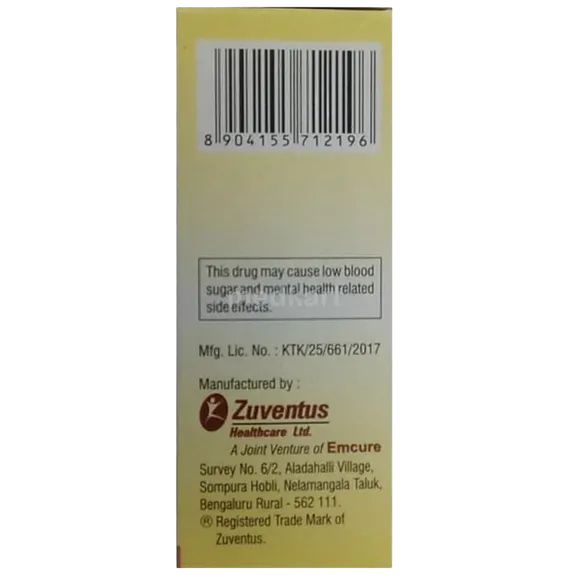 8 904155 712196
This drug may cause low blood
sugar and mental health related
side effects.
medkart
Mfg. Lic. No. : KTK/25/661/2017
Manufactured by :
Zuventus
Healthcare Ltd.
A Joint Venture of Emcure
Survey No. 6/2, Aladahalli Village,
Sompura Hobli, Nelamangala Taluk,
Bengaluru Rural - 562 111.
® Registered Trade Mark of
Zuventus.